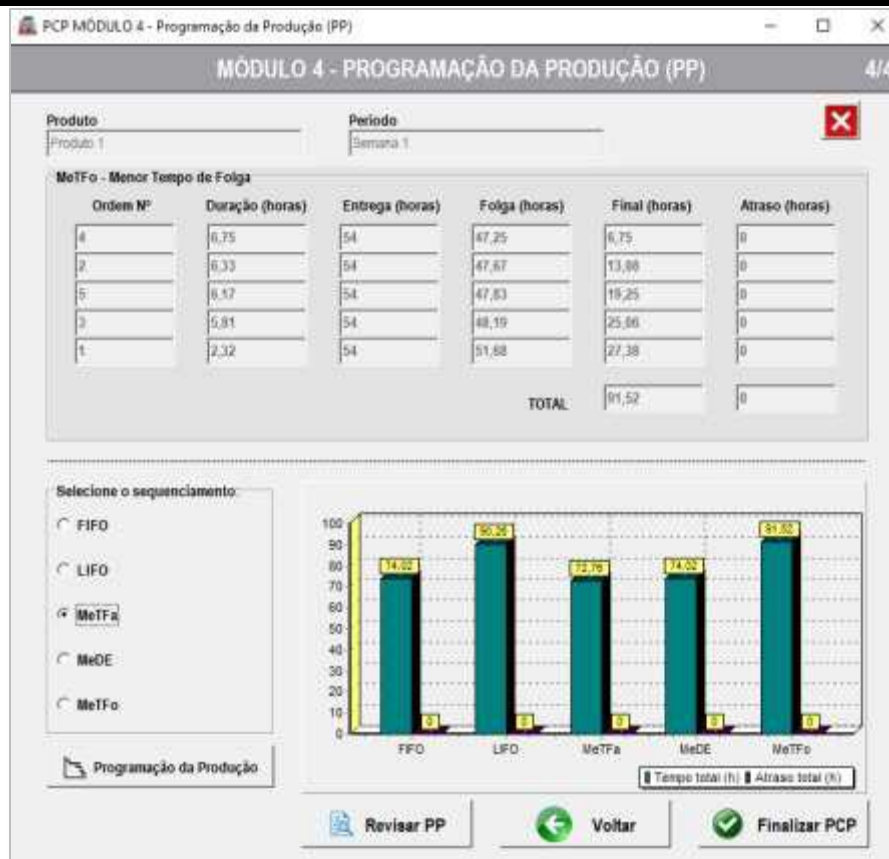 PCP MÓDULO 4 - Programação da Produção (PP)
MÓDULO 4 - PROGRAMAÇÃO DA PRODUÇÃO (PP) 4/4
Produto Período
Produto 1 Semana 1
MeTFo - Menor Tempo de Folga
Ordem Nº Duração (horas) Entrega (horas) Folga (horas) Final (horas) Atraso (horas)
4 6,75 54 47,25 6,75 0
2 6,33 54 47,67 13,08 0
5 6,17 54 47,83 19,25 0
3 5,81 54 48,19 25,06 0
1 2,32 54 51,68 27,38 0
TOTAL 91,52 0
Selecione o sequenciamento
FIFO
LIFO
MeTFa
MeDE
MeTFo
Programação da Produção
100
90
80
70
60
50
40
30
20
10
0
74,02 90,26 72,76 74,02 91,52
0 0 0 0 0
FIFO LIFO MeTFa MeDE MeTFo
Tempo total (h) Atraso total (h)
Revisar PP Voltar Finalizar PCP